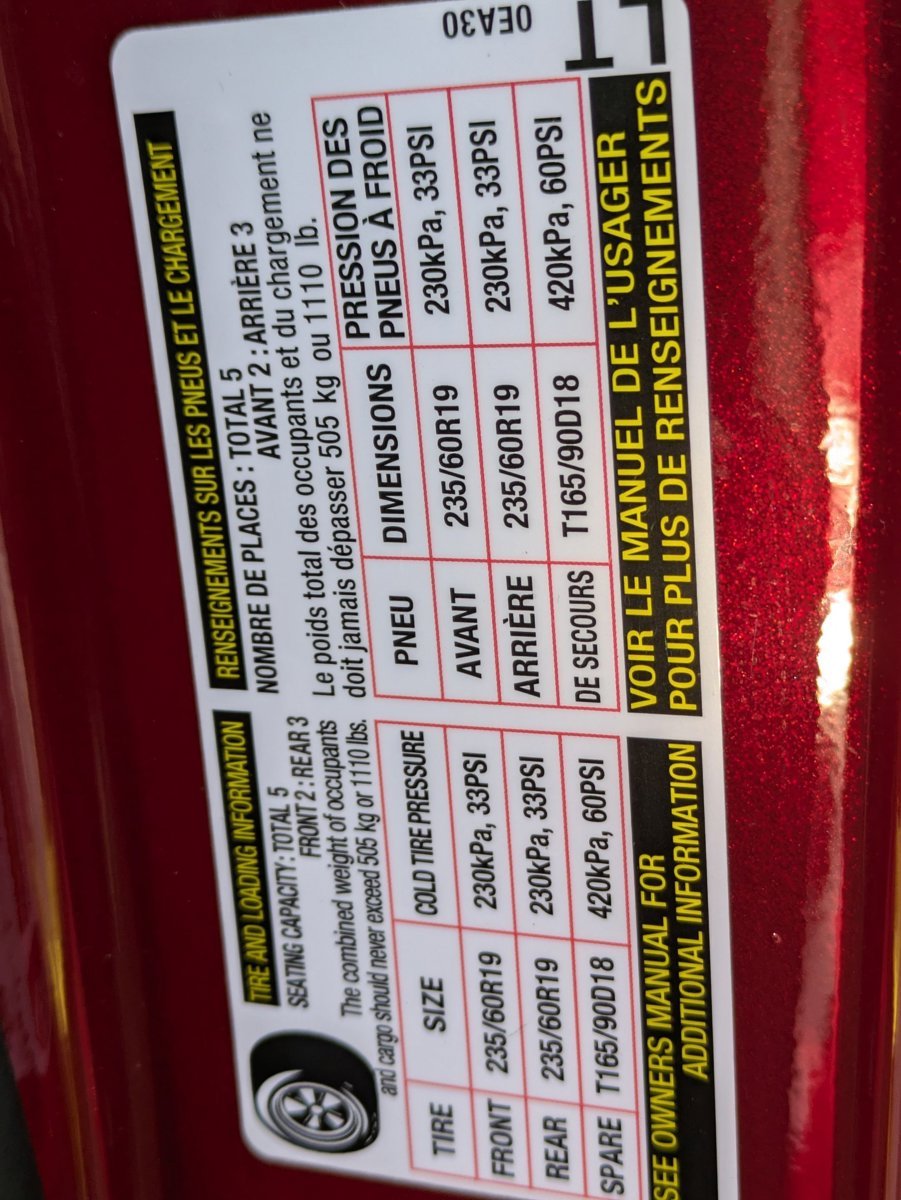 TIRE AND LOADING INFORMATION
SEATING CAPACITY: TOTAL 5
FRONT 2 : REAR 3
The combined weight of occupants
and cargo should never exceed 505 kg or 1110 lbs.
TIRE SIZE COLD TIRE PRESSURE
FRONT 235/60R19 230kPa, 33PSI
REAR 235/60R19 230kPa, 33PSI
SPARE T165/90D18 420kPa, 60PSI
SEE OWNERS MANUAL FOR
ADDITIONAL INFORMATION
RENSEIGNEMENTS SUR LES PNEUS ET LE CHARGEMENT
NOMBRE DE PLACES : TOTAL 5
AVANT 2 : ARRIÈRE 3
Le poids total des occupants et du chargement ne
doit jamais dépasser 505 kg ou 1110 lb.
PNEU DIMENSIONS PRESSION DES
PNEUS À FROID
AVANT 235/60R19 230kPa, 33PSI
ARRIÈRE 235/60R19 230kPa, 33PSI
DE SECOURS T165/90D18 420kPa, 60PSI
VOIR LE MANUEL DE L'USAGER
POUR PLUS DE RENSEIGNEMENTS
0EA30